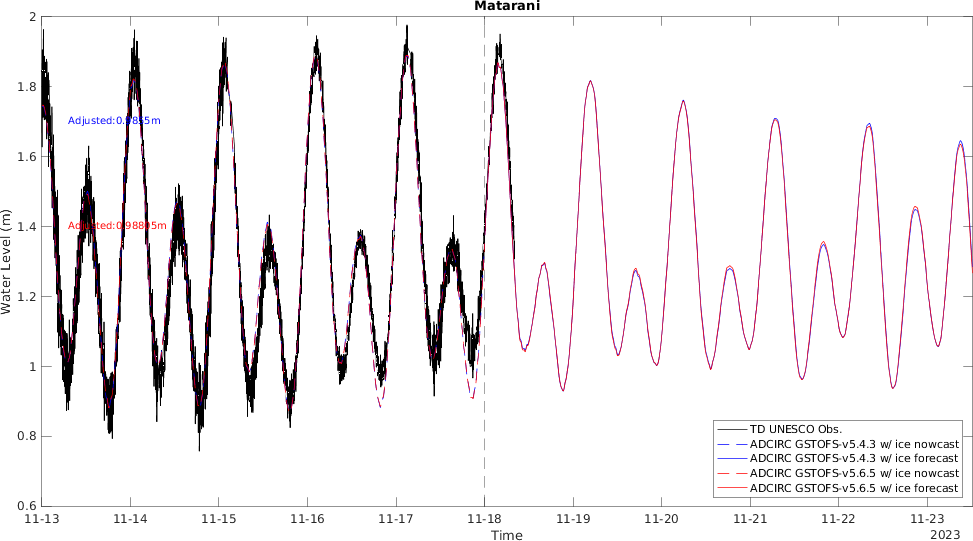 Matarani
2
1.8
1.6
1.4
1.2
1
0.8
0.6
Water Level (m)
Adjusted:0.9855m
Adjusted:0.98805m
TD UNESCO Obs.
ADCIRC GSTOFS-v5.4.3 w/ ice nowcast
ADCIRC GSTOFS-v5.4.3 w/ ice forecast
ADCIRC GSTOFS-v5.6.5 w/ ice nowcast
ADCIRC GSTOFS-v5.6.5 w/ ice forecast
11-13 11-14 11-15 11-16 11-17 11-18 11-19 11-20 11-21 11-22 11-23
Time
2023